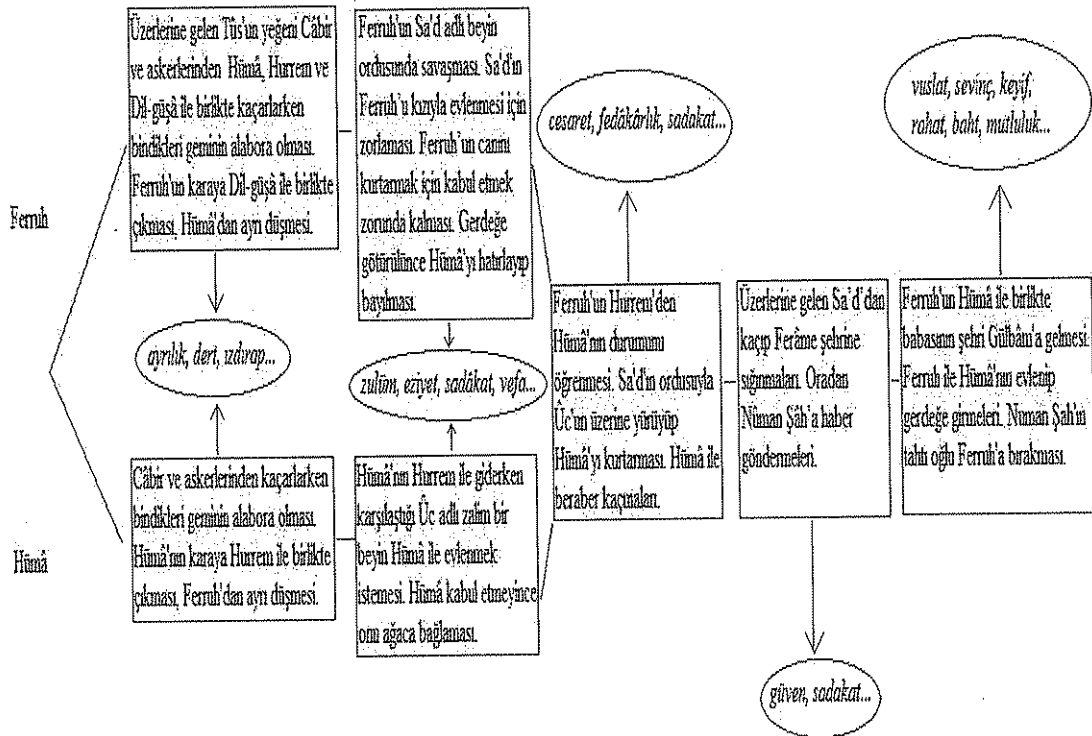 Üzerlerine gelen Tûs'un yeğeni Câbir
ve askerlerinden Hümâ, Hurrem ve
Dil-güşâ ile birlikte kaçarlarken
bindikleri geminin alabora olması.
Ferruh'un karaya Dil-güşâ ile birlikte
çıkması, Hümâ'dan ayrı düşmesi.
Ferruh'un Sa'd adlı beyin
ordusunda savaşması. Sa'd'ın
Ferruh'u kızıyla evlenmesi için
zorlaması. Ferruh'un canını
kurtarmak için kabul etmek
zorunda kalması. Gerdeğe
götürülünce Hümâ'yı hatırlayıp
bayılması.
cesaret, fedâkârlık, sadakat...
vuslat, sevinç, keyif,
rahat, baht, mutluluk...
Ferruh
ayrılık, dert, ızdırap...
zulüm, eziyet, sadâkat, vefa...
Ferruh'un Hurrem'den
Hümâ'nın durumunu
öğrenmesi. Sa'd'ın ordusuyla
Üc'un üzerine yürüyüp
Hümâ'yı kurtarması. Hümâ ile
beraber kaçmaları.
Üzerlerine gelen Sa'd'dan
kaçıp Ferâme şehrine
sığınmaları. Oradan
Nûman Şâh'a haber
göndermeleri.
Ferruh'un Hümâ ile birlikte
babasının şehri Gülbâm'a gelmesi.
Ferruh ile Hümâ'nın evlenip
gerdeğe girmeleri. Numan Şah'ın
tahtı oğlu Ferruh'a bırakması.
Hümâ
Câbir ve askerlerinden kaçarlarken
bindikleri geminin alabora olması.
Hümâ'nın karaya Hurrem ile birlikte
çıkması, Ferruh'dan ayrı düşmesi.
Hümâ'nın Hurrem ile giderken
karşılaştığı Üc adlı zalim bir
beyin Hümâ ile evlenmek
istemesi. Hümâ kabul etmeyince
onu ağaca bağlaması.
güven, sadakat...